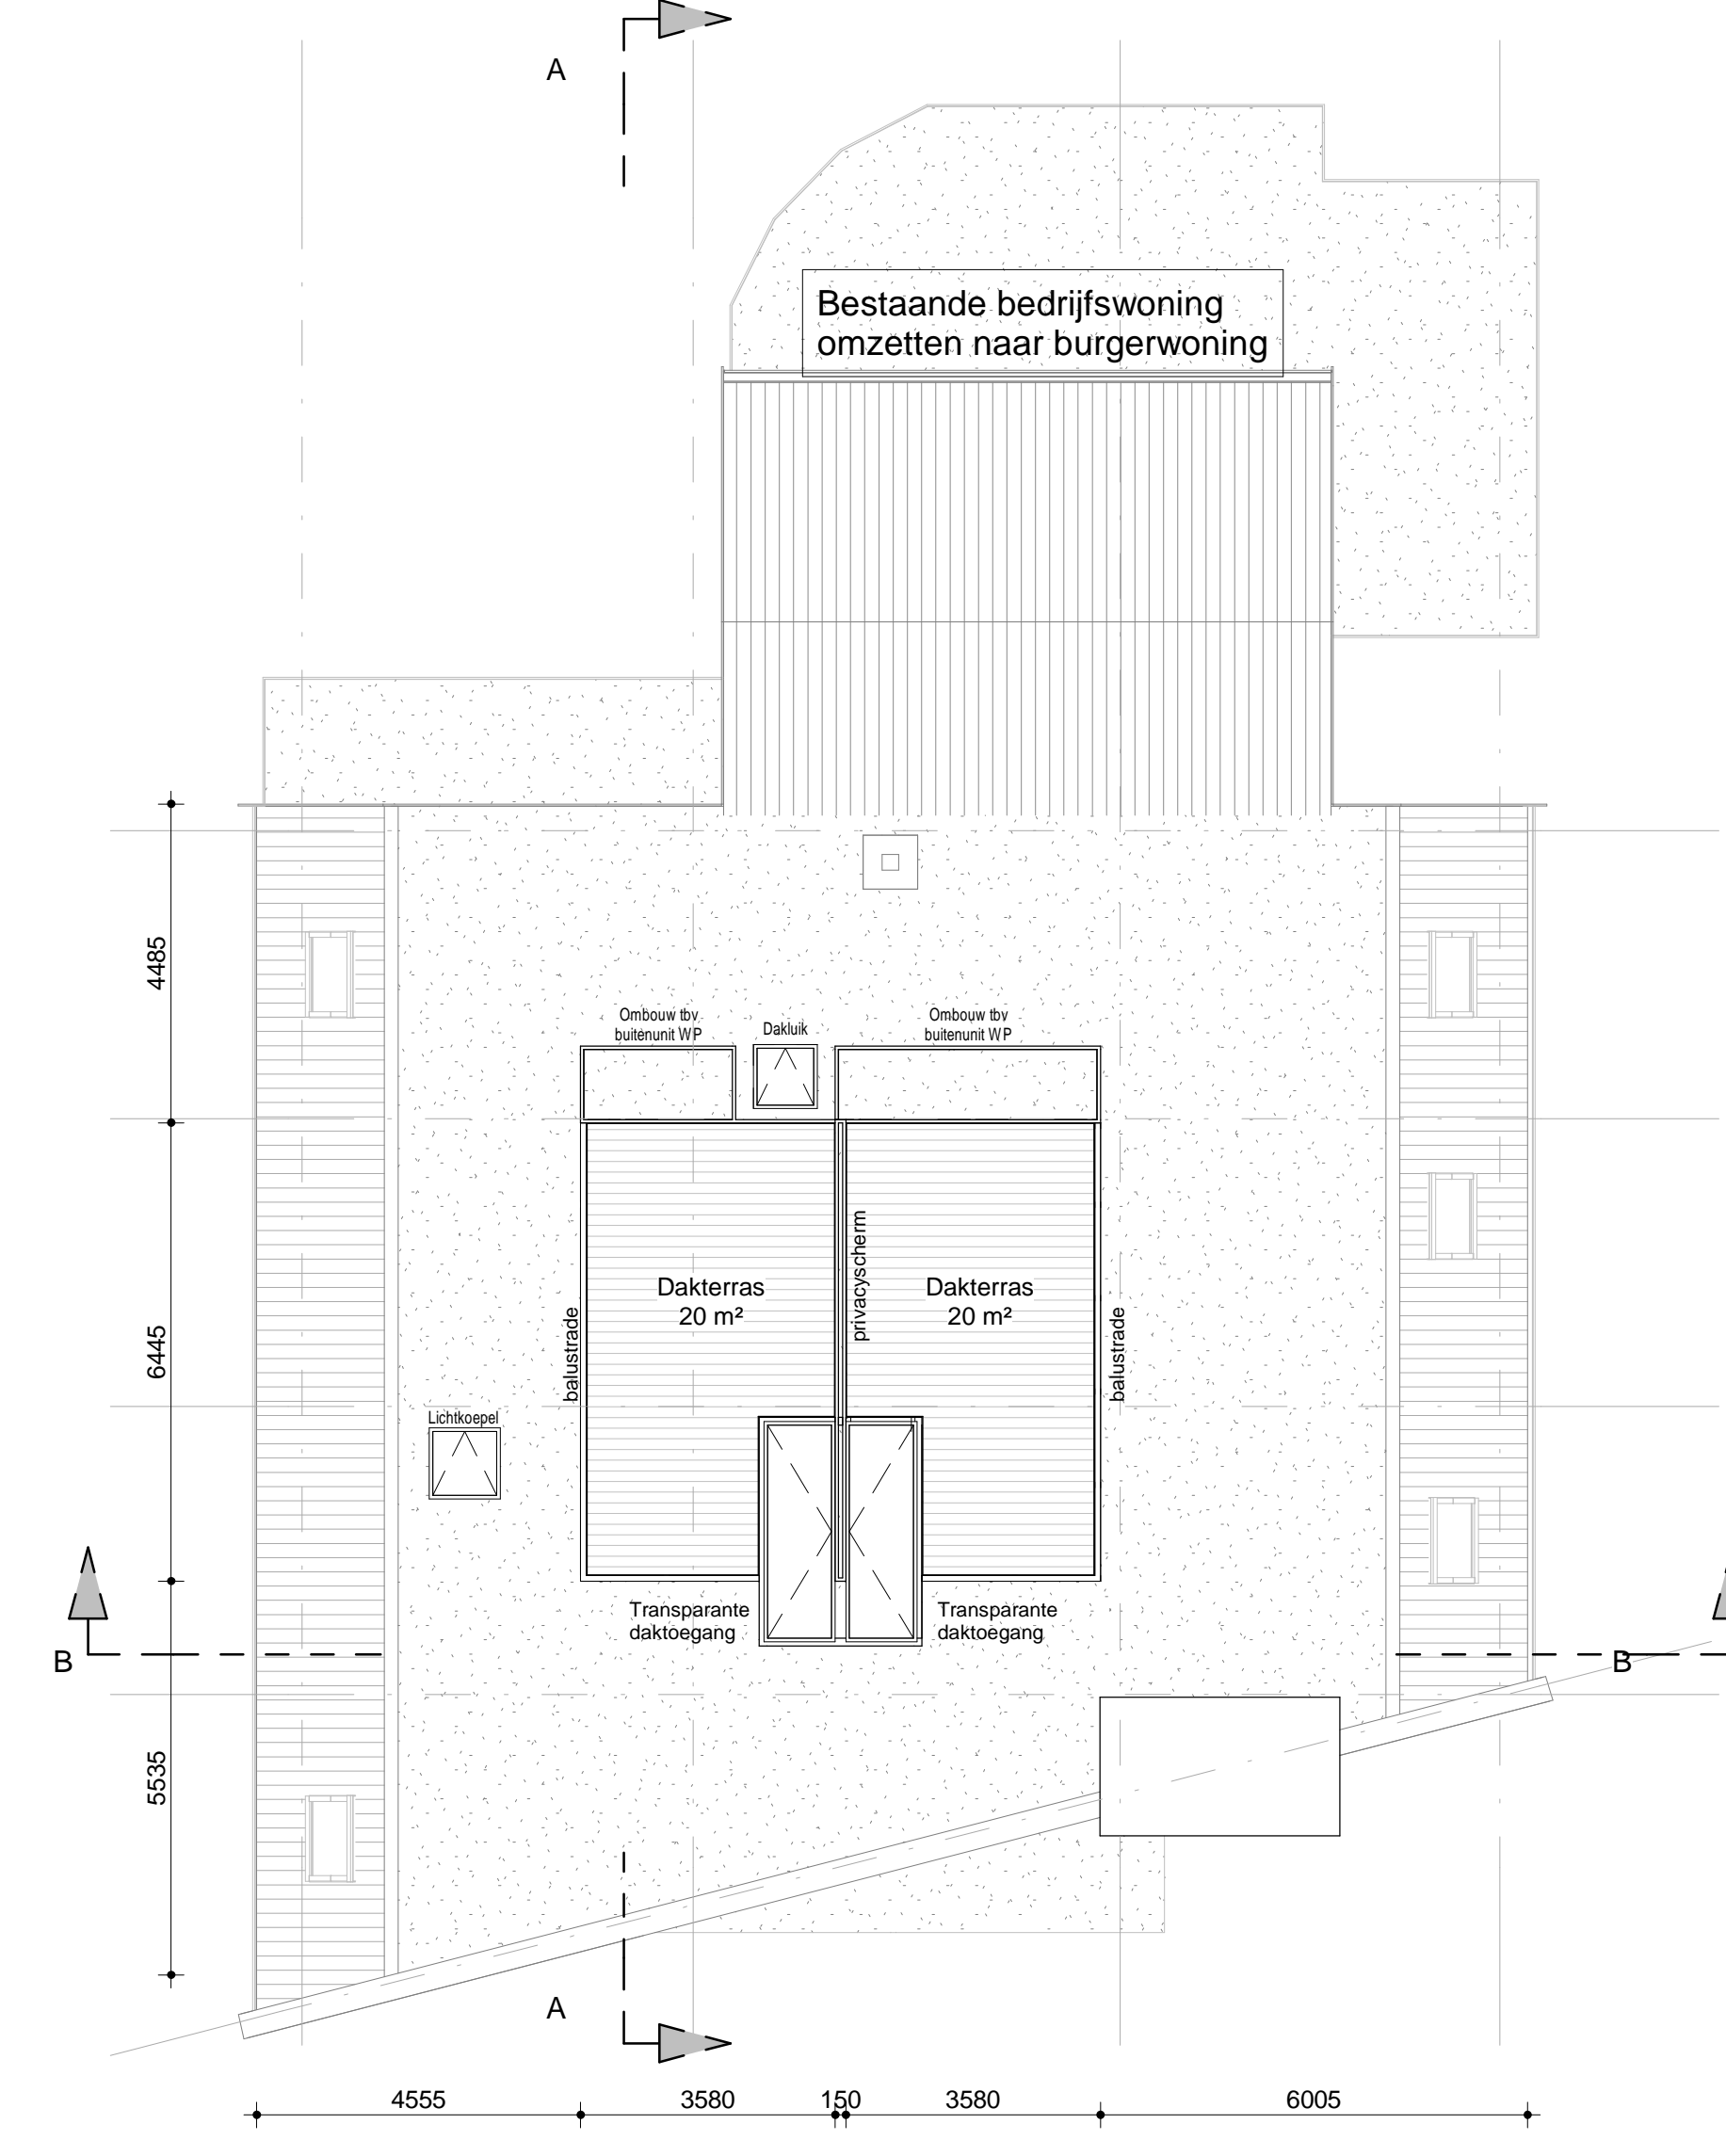 A
Bestaande bedrijfswoning
omzetten naar burgerwoning
4485
Ombouw tbv
buitenunit WP
Dakluik
Ombouw tbv
buitenunit WP
6445
balustrade
Dakterras
20 m²
privacyscherm
Dakterras
20 m²
balustrade
Lichtkoepel
Transparante
daktoegang
Transparante
daktoegang
B
B
5535
A
4555
3580
150
3580
6005